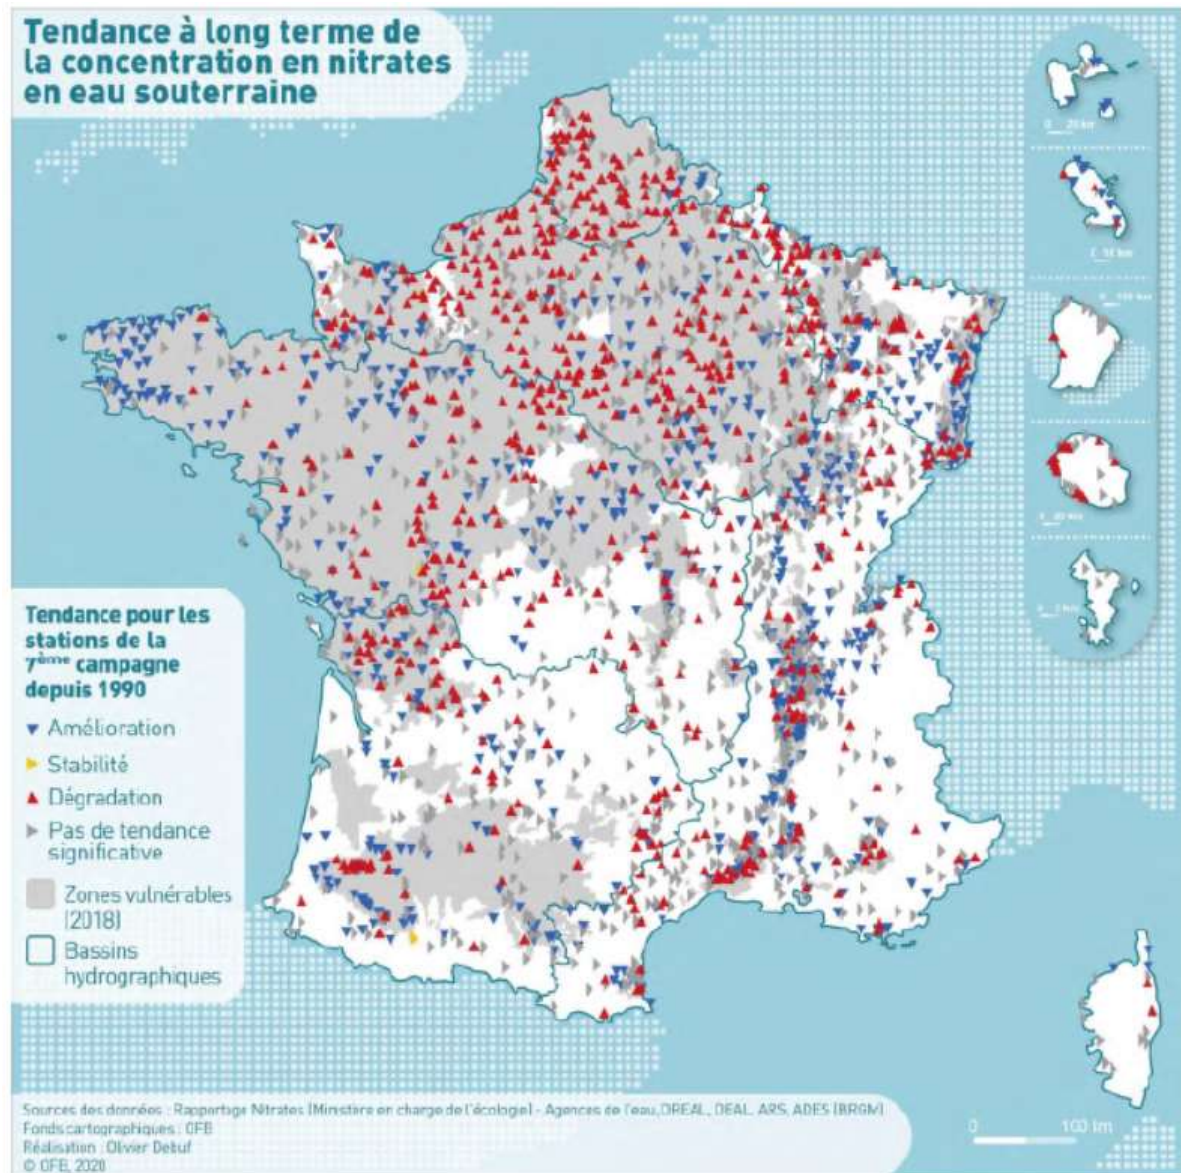 Tendance à long terme de
la concentration en nitrates
en eau souterraine
Tendance pour les
stations de la
7ème campagne
depuis 1990
Amélioration
Stabilité
Dégradation
Pas de tendance
significative
Zones vulnérables
(2018)
Bassins
hydrographiques
Sources des données : Rapportage Nitrates (Ministère en charge de l'écologie) - Agences de l'eau, DREAL, DEAL, ARS, ADES (BRGM)
Fonds cartographiques : OFB
Réalisation : Olivier Debuf
© OFB, 2020
0 100 km